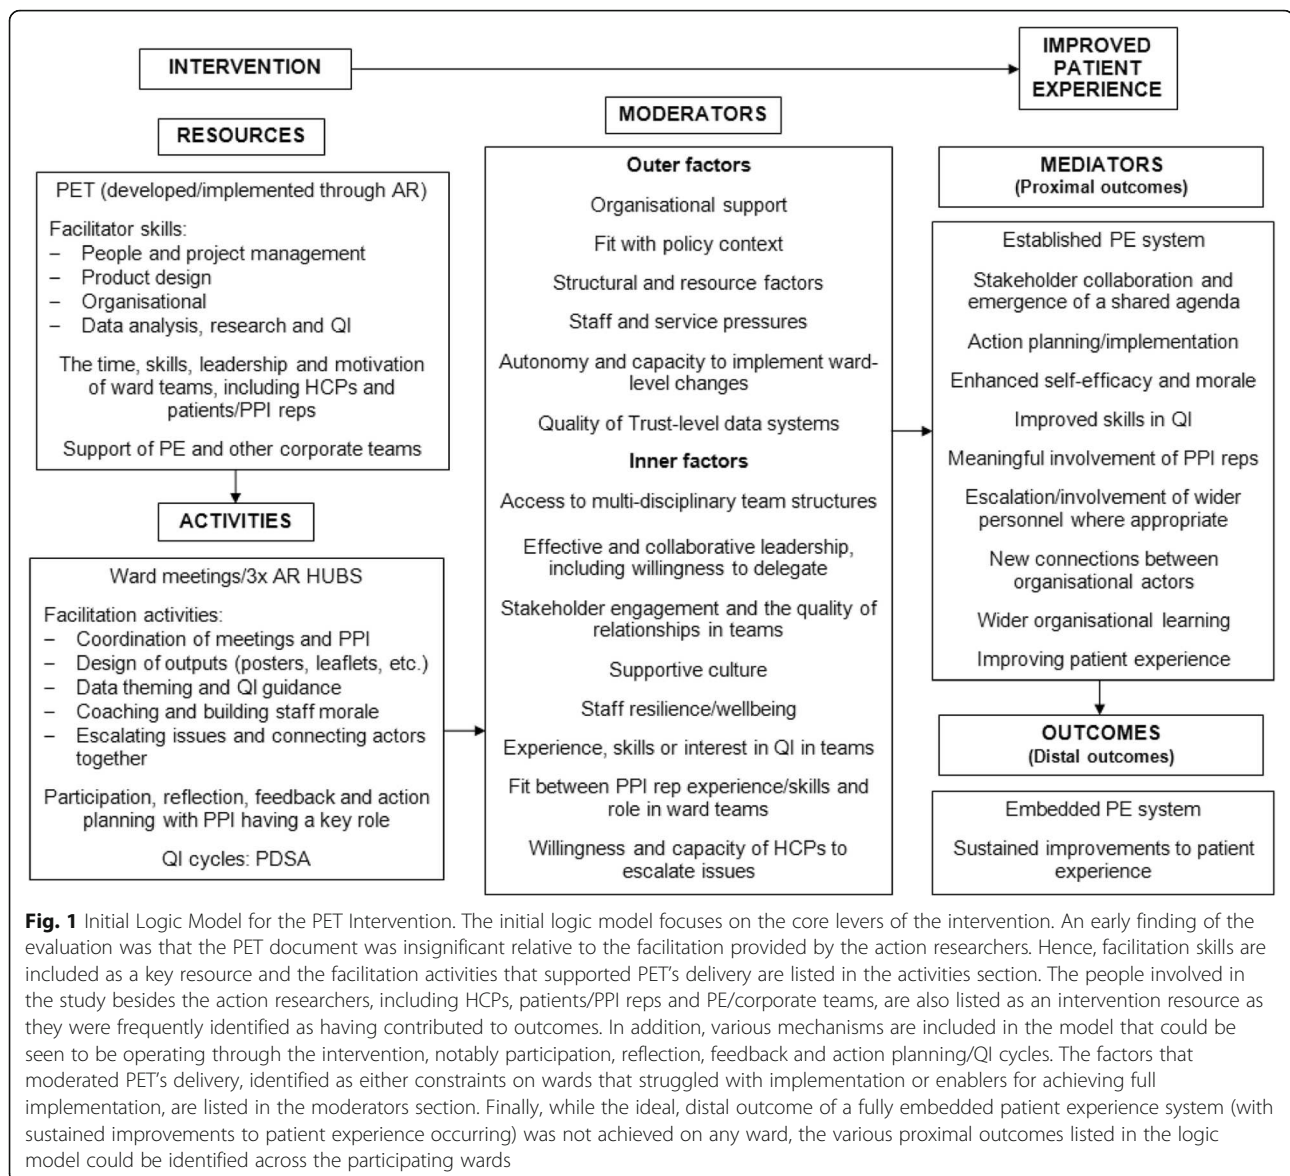 INTERVENTION
IMPROVED
PATIENT
EXPERIENCE
RESOURCES
PET (developed/implemented through AR)
Facilitator skills:
– People and project management
– Product design
– Organisational
– Data analysis, research and QI
The time, skills, leadership and motivation
of ward teams, including HCPs and
patients/PPI reps
Support of PE and other corporate teams
ACTIVITIES
Ward meetings/3x AR HUBS
Facilitation activities:
– Coordination of meetings and PPI
– Design of outputs (posters, leaflets, etc.)
– Data theming and QI guidance
– Coaching and building staff morale
– Escalating issues and connecting actors
together
Participation, reflection, feedback and action
planning with PPI having a key role
QI cycles: PDSA
MODERATORS
Outer factors
Organisational support
Fit with policy context
Structural and resource factors
Staff and service pressures
Autonomy and capacity to implement ward-
level changes
Quality of Trust-level data systems
Inner factors
Access to multi-disciplinary team structures
Effective and collaborative leadership,
including willingness to delegate
Stakeholder engagement and the quality of
relationships in teams
Supportive culture
Staff resilience/wellbeing
Experience, skills or interest in QI in teams
Fit between PPI rep experience/skills and
role in ward teams
Willingness and capacity of HCPs to
escalate issues
MEDIATORS
(Proximal outcomes)
Established PE system
Stakeholder collaboration and
emergence of a shared agenda
Action planning/implementation
Enhanced self-efficacy and morale
Improved skills in QI
Meaningful involvement of PPI reps
Escalation/involvement of wider
personnel where appropriate
New connections between
organisational actors
Wider organisational learning
Improving patient experience
OUTCOMES
(Distal outcomes)
Embedded PE system
Sustained improvements to patient
experience
Fig. 1 Initial Logic Model for the PET Intervention. The initial logic model focuses on the core levers of the intervention. An early finding of the
evaluation was that the PET document was insignificant relative to the facilitation provided by the action researchers. Hence, facilitation skills are
included as a key resource and the facilitation activities that supported PET's delivery are listed in the activities section. The people involved in
the study besides the action researchers, including HCPs, patients/PPI reps and PE/corporate teams, are also listed as an intervention resource as
they were frequently identified as having contributed to outcomes. In addition, various mechanisms are included in the model that could be
seen to be operating through the intervention, notably participation, reflection, feedback and action planning/QI cycles. The factors that
moderated PET's delivery, identified as either constraints on wards that struggled with implementation or enablers for achieving full
implementation, are listed in the moderators section. Finally, while the ideal, distal outcome of a fully embedded patient experience system (with
sustained improvements to patient experience occurring) was not achieved on any ward, the various proximal outcomes listed in the logic
model could be identified across the participating wards